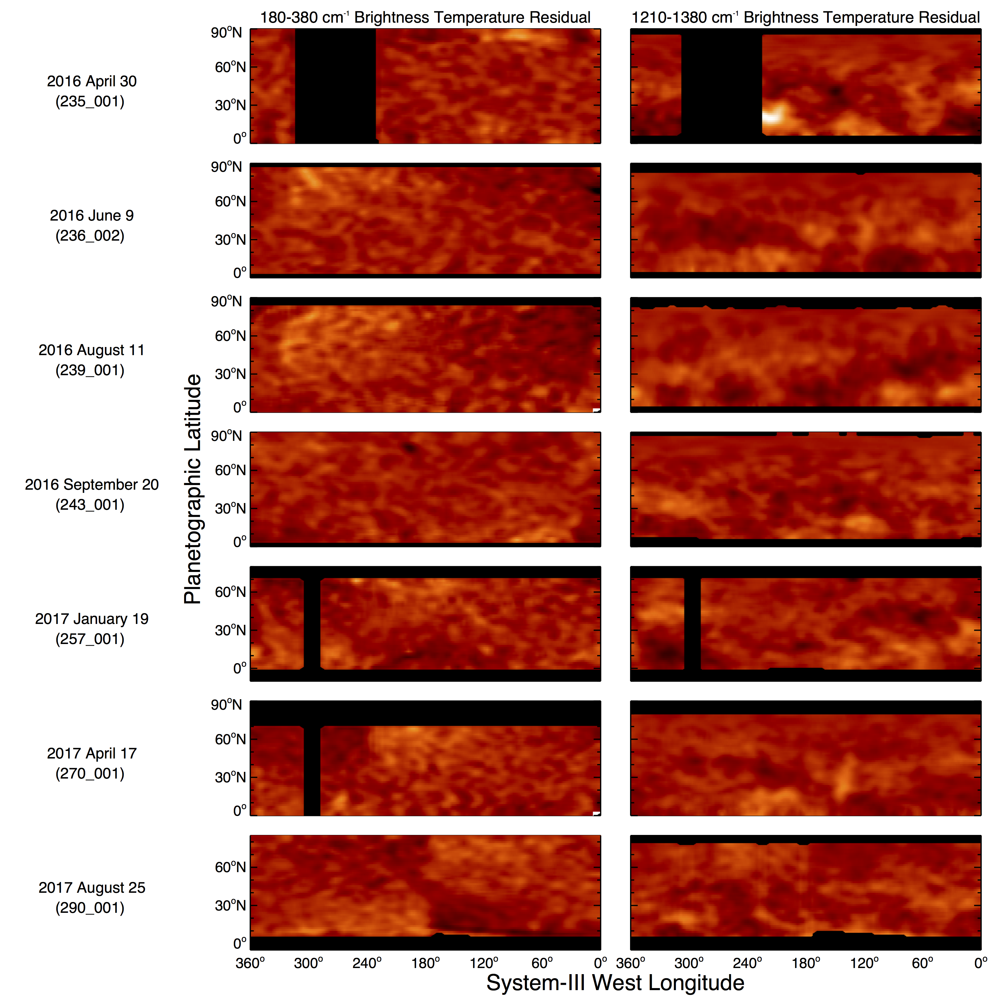 180-380 cm⁻¹ Brightness Temperature Residual
1210-1380 cm⁻¹ Brightness Temperature Residual
2016 April 30
(235_001)
90°N
60°N
30°N
0°
2016 June 9
(236_002)
90°N
60°N
30°N
0°
2016 August 11
(239_001)
90°N
60°N
30°N
0°
2016 September 20
(243_001)
90°N
60°N
30°N
0°
2017 January 19
(257_001)
60°N
30°N
0°
2017 April 17
(270_001)
90°N
60°N
30°N
0°
2017 August 25
(290_001)
60°N
30°N
0°
Planetographic Latitude
360° 300° 240° 180° 120° 60° 0°
360° 300° 240° 180° 120° 60° 0°
System-III West Longitude